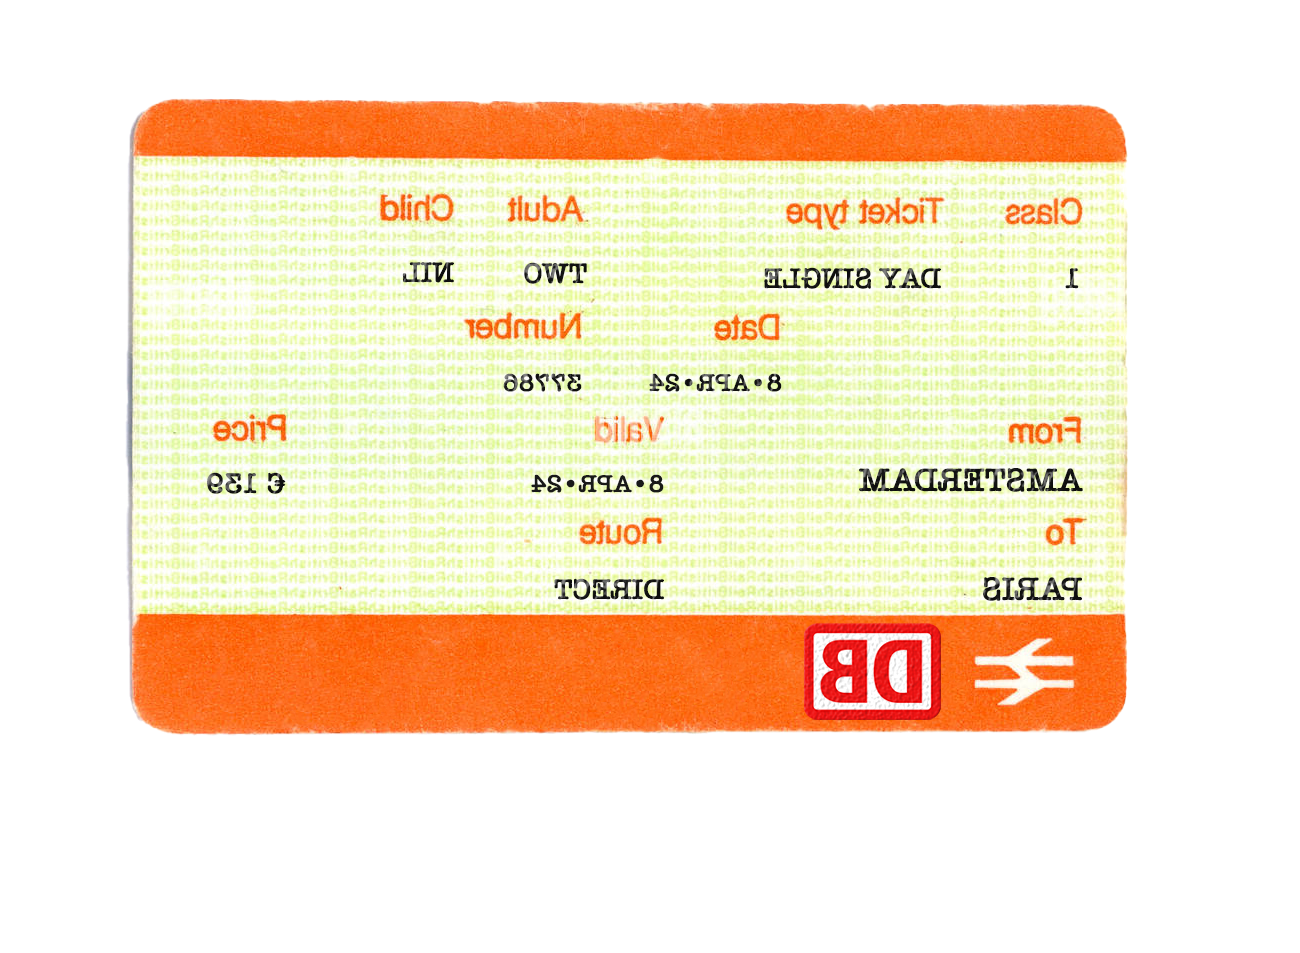 Class Ticket type Adult Child
1 DAY SINGLE TWO NIL
Date Number
8•APR•24 37786
From Valid Price
AMSTERDAM 8•APR•24 € 139
To Route
PARIS DIRECT
DB